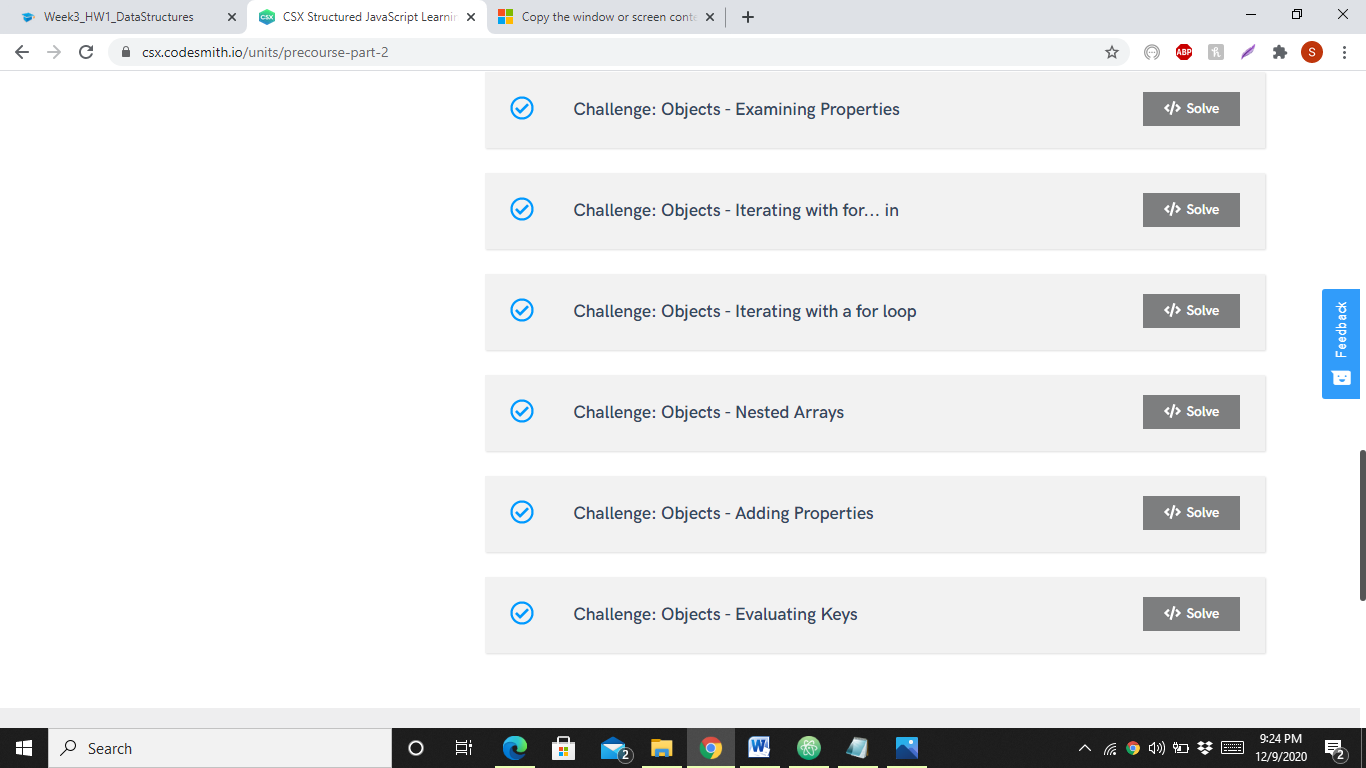 Week3_HW1_DataStructures
CSX Structured JavaScript Learnin
Copy the window or screen conte
csx.codesmith.io/units/precourse-part-2
ABP
S
Challenge: Objects - Examining Properties
</> Solve
Challenge: Objects - Iterating with for... in
</> Solve
Challenge: Objects - Iterating with a for loop
</> Solve
Feedback
Challenge: Objects - Nested Arrays
</> Solve
Challenge: Objects - Adding Properties
</> Solve
Challenge: Objects - Evaluating Keys
</> Solve
Search
2
9:24 PM
12/9/2020
2